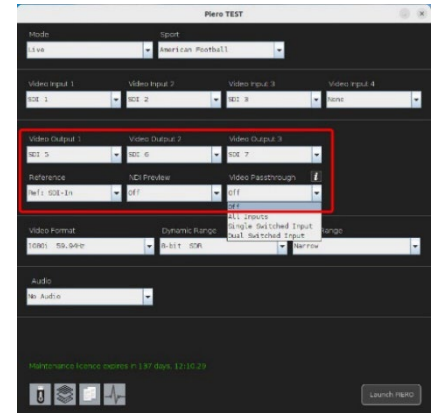 Piero TEST
Mode Sport
Live American Football
Video Input 1 Video Input 2 Video Input 3 Video Input 4
SDI 1 SDI 2 SDI 3 None
Video Output 1 Video Output 2 Video Output 3
SDI 5 SDI 6 SDI 7
Reference NDI Preview Video Passthrough i
Ref: SDI-In Off Off
Off
All Inputs
Single Switched Input
Dual Switched Input
Video Format Dynamic Range Range
1080i 59.94Hz 8-bit SDR Narrow
Audio
No Audio
Maintenance licence expires in 137 days, 12:10:29
Launch PIERO